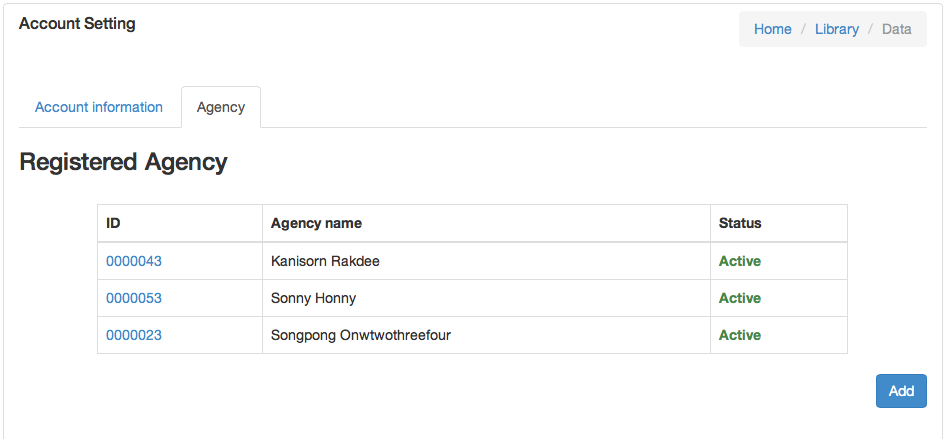 Account Setting
Home / Library / Data
Account information Agency
Registered Agency
ID Agency name Status
0000043 Kanisorn Rakdee Active
0000053 Sonny Honny Active
0000023 Songpong Onwtwothreefour Active
Add